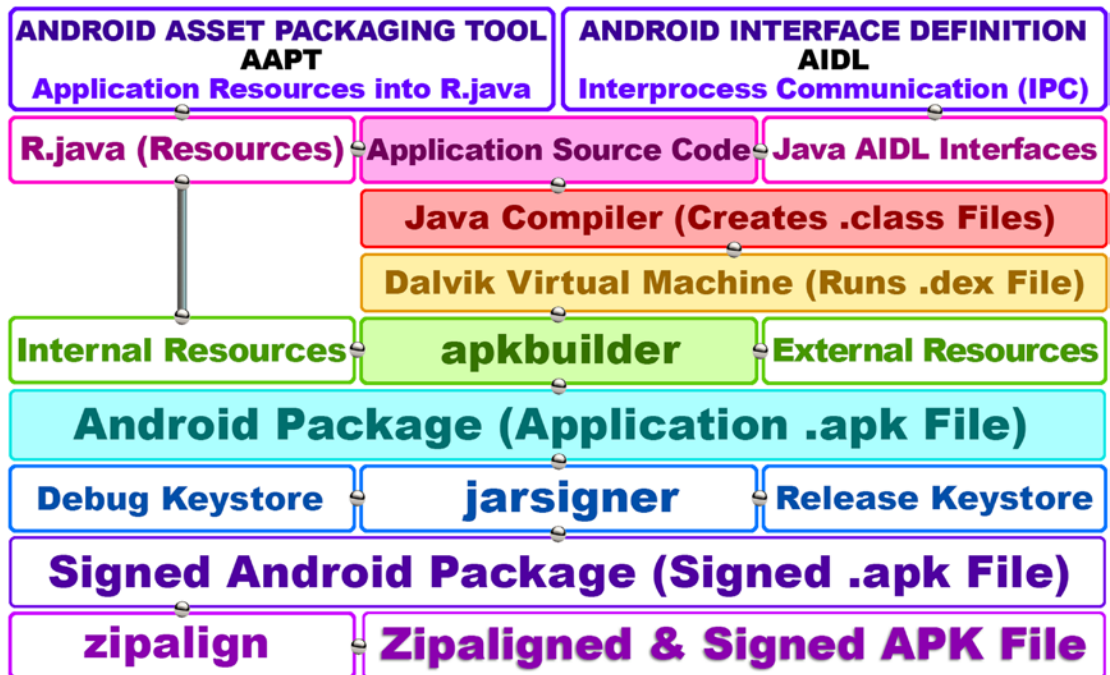 ANDROID ASSET PACKAGING TOOL
AAPT
Application Resources into R.java
ANDROID INTERFACE DEFINITION
AIDL
Interprocess Communication (IPC)
R.java (Resources)
Application Source Code
Java AIDL Interfaces
Java Compiler (Creates .class Files)
Dalvik Virtual Machine (Runs .dex File)
Internal Resources
apkbuilder
External Resources
Android Package (Application .apk File)
Debug Keystore
jarsigner
Release Keystore
Signed Android Package (Signed .apk File)
zipalign
Zipaligned & Signed APK File